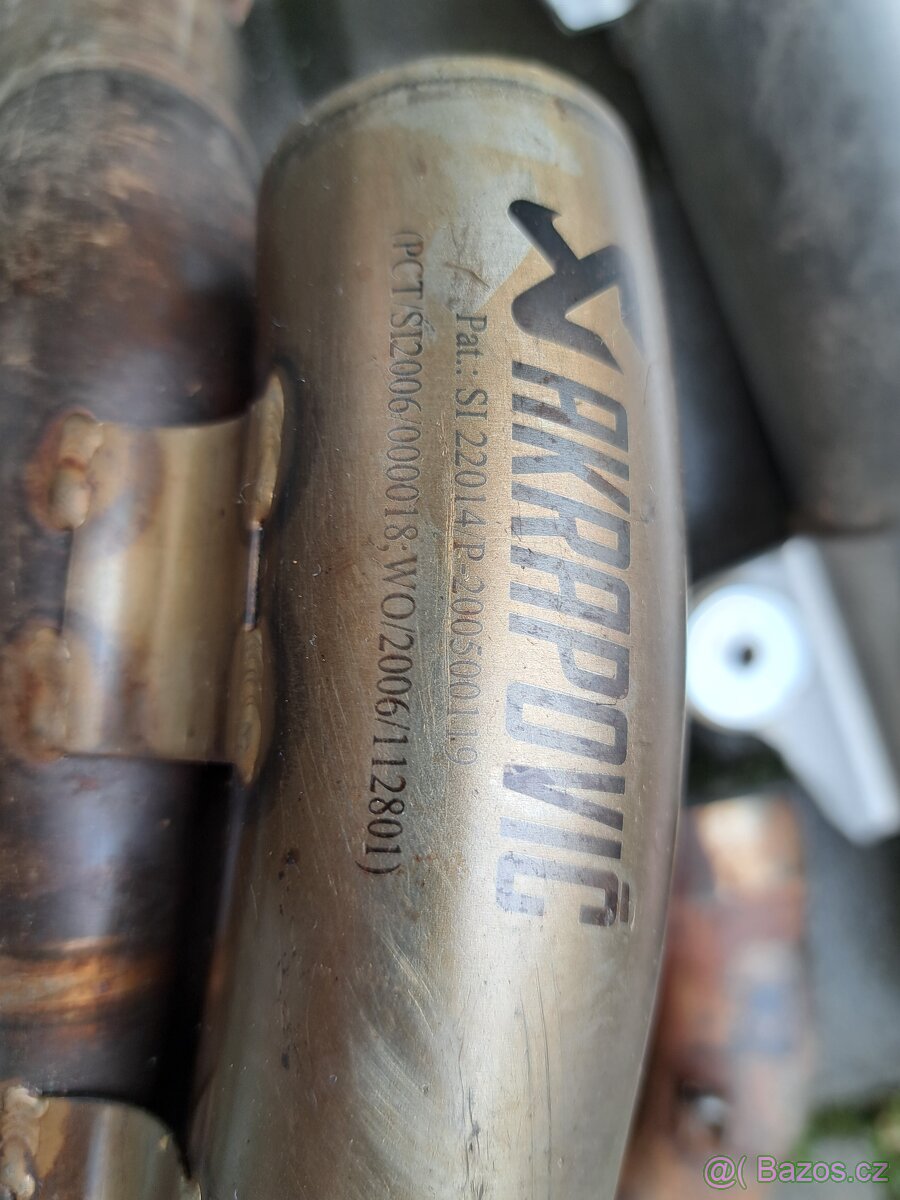 AKRAPOVIČ
Pat.: SI 22014/P-200500119
(PCT/SI2006/000018;WO/2006/112801)
@( Bazos.cz